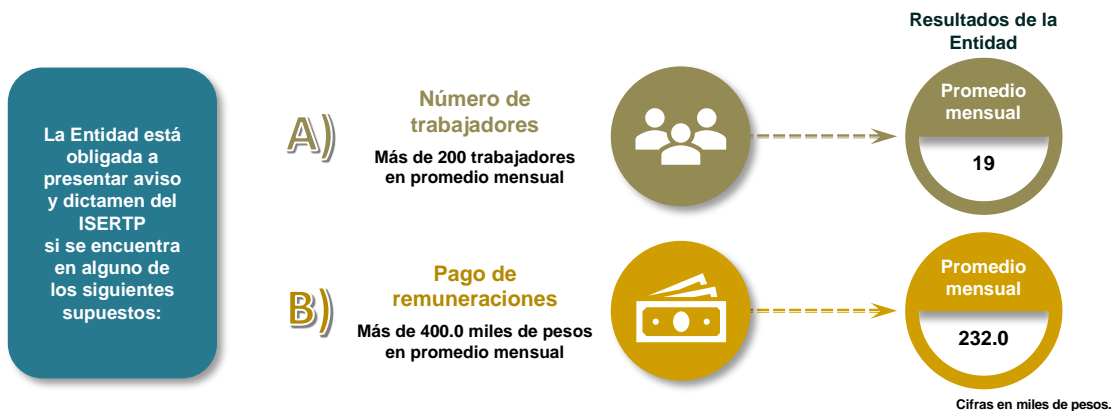 La Entidad está
obligada a
presentar aviso
y dictamen del
ISERTP
si se encuentra
en alguno de
los siguientes
supuestos:
A)
Número de
trabajadores
Más de 200 trabajadores
en promedio mensual
Resultados de la
Entidad
Promedio
mensual
19
B)
Pago de
remuneraciones
Más de 400.0 miles de pesos
en promedio mensual
Promedio
mensual
232.0
Cifras en miles de pesos.